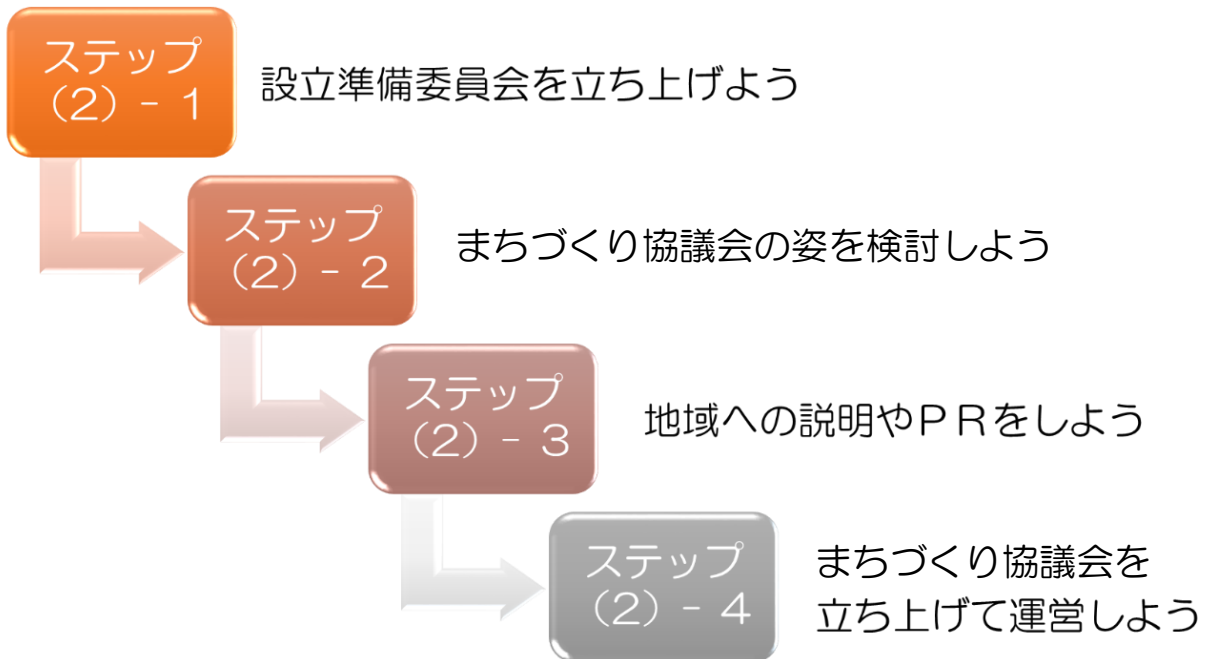 ステップ
（２）－１
設立準備委員会を立ち上げよう
ステップ
（２）－２
まちづくり協議会の姿を検討しよう
ステップ
（２）－３
地域への説明やＰＲをしよう
ステップ
（２）－４
まちづくり協議会を
立ち上げて運営しよう